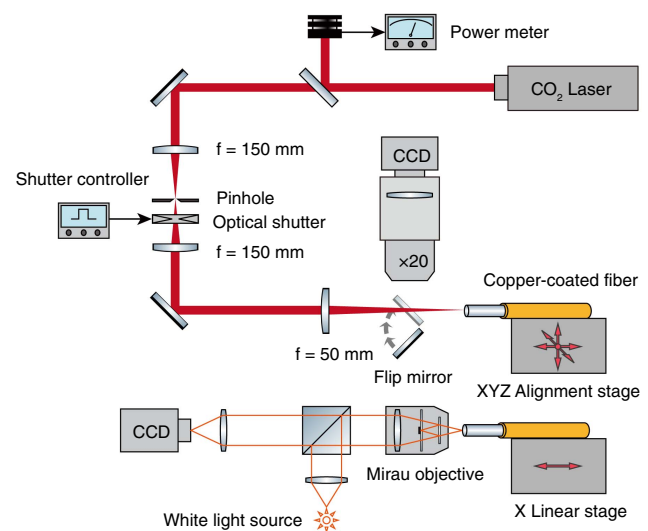 Power meter
CO₂ Laser
f = 150 mm
CCD
Shutter controller
Pinhole
Optical shutter
f = 150 mm
×20
Copper-coated fiber
f = 50 mm
Flip mirror
XYZ Alignment stage
CCD
Mirau objective
White light source
X Linear stage